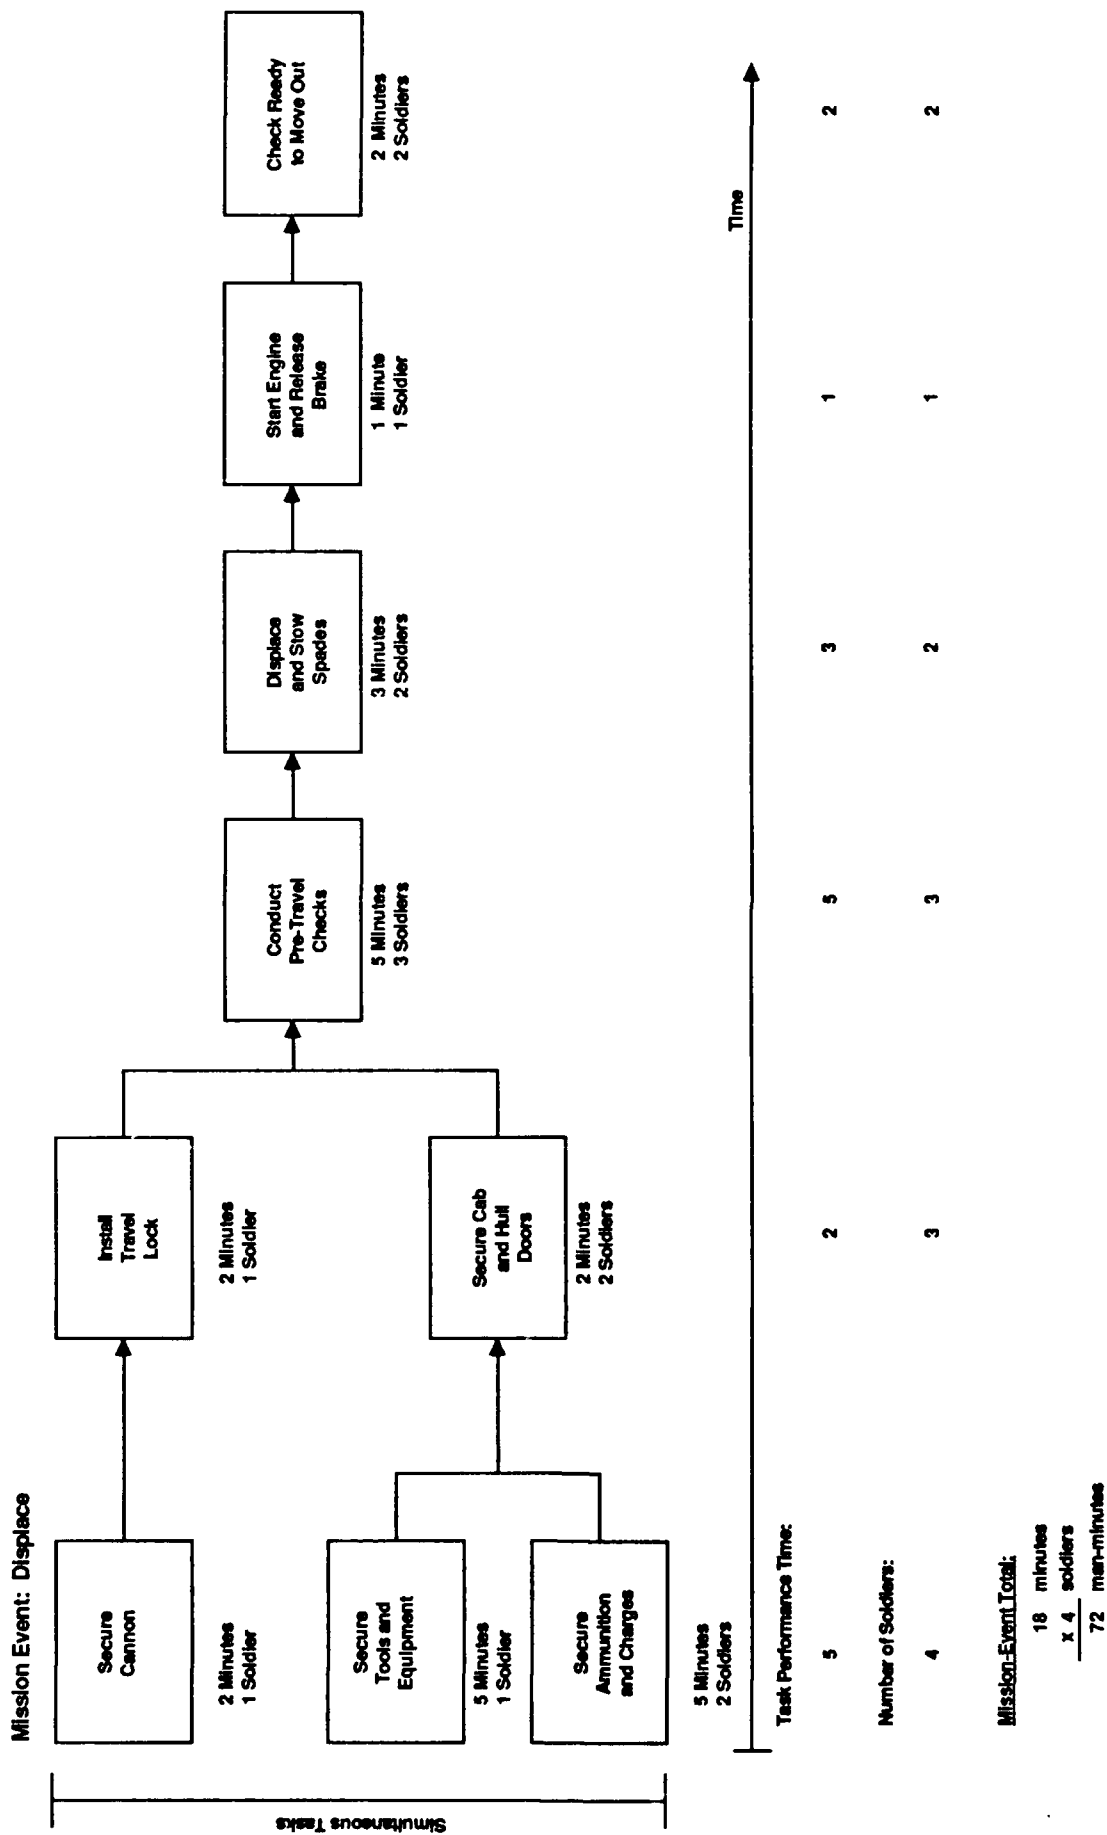 Mission Event: Displace
Simultaneous Tasks
Secure
Cannon
2 Minutes
1 Soldier
Install
Travel
Lock
2 Minutes
1 Soldier
Secure
Tools and
Equipment
5 Minutes
1 Soldier
Secure
Ammunition
and Charges
5 Minutes
2 Soldiers
Secure Cab
and Hull
Doors
2 Minutes
2 Soldiers
Conduct
Pre-Travel
Checks
5 Minutes
3 Soldiers
Displace
and Stow
Spades
3 Minutes
2 Soldiers
Start Engine
and Release
Brake
1 Minute
1 Soldier
Check Ready
to Move Out
2 Minutes
2 Soldiers
Time
Task Performance Time:
5 2 5 3 1 2
Number of Soldiers:
4 3 3 2 1 2
Mission-Event Total:
18 minutes
x 4 soldiers
72 man-minutes